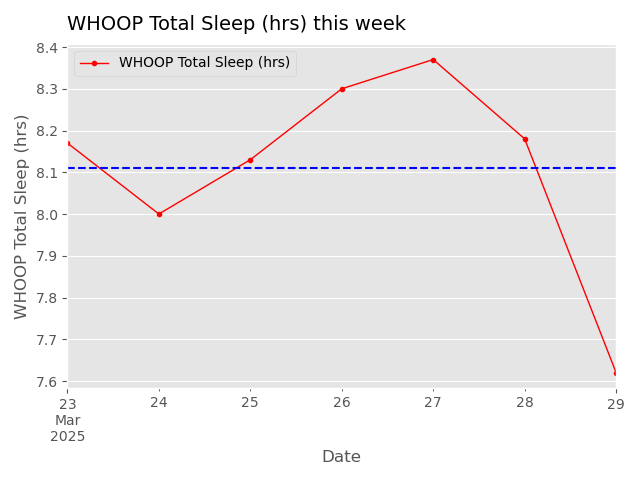 WHOOP Total Sleep (hrs) this week
WHOOP Total Sleep (hrs)
WHOOP Total Sleep (hrs)
8.4
8.3
8.2
8.1
8.0
7.9
7.8
7.7
7.6
23 24 25 26 27 28 29
Mar
2025
Date